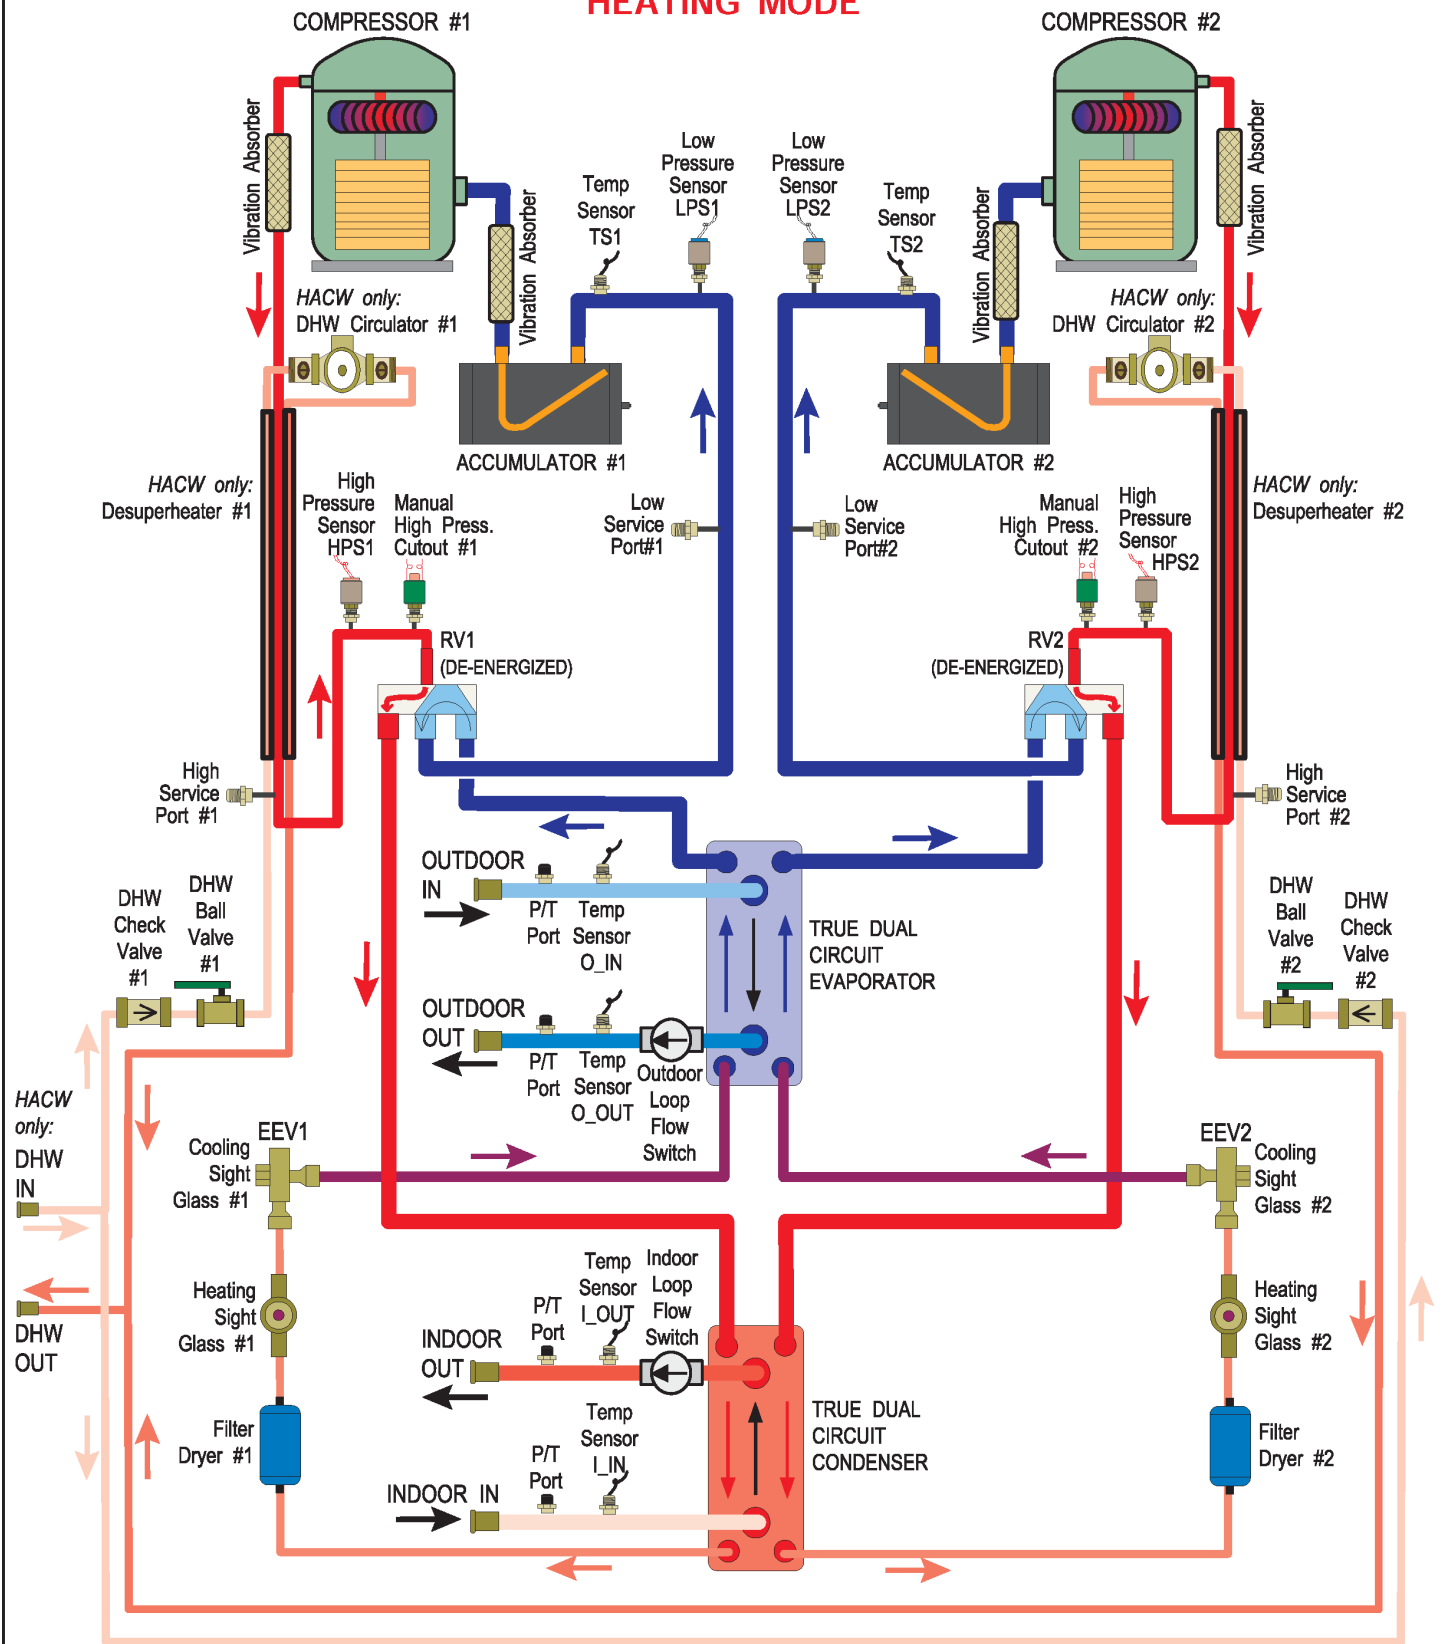 HEATING MODE
COMPRESSOR #1
COMPRESSOR #2
Vibration Absorber
Vibration Absorber
Temp
Sensor
TS1
Low
Pressure
Sensor
LPS1
Low
Pressure
Sensor
LPS2
Temp
Sensor
TS2
Vibration Absorber
Vibration Absorber
HACW only:
DHW Circulator #1
HACW only:
DHW Circulator #2
ACCUMULATOR #1
ACCUMULATOR #2
HACW only:
Desuperheater #1
High
Pressure
Sensor
HPS1
Manual
High Press.
Cutout #1
Low
Service
Port#1
Low
Service
Port#2
Manual
High Press.
Cutout #2
High
Pressure
Sensor
HPS2
HACW only:
Desuperheater #2
RV1
(DE-ENERGIZED)
RV2
(DE-ENERGIZED)
High
Service
Port #1
High
Service
Port #2
OUTDOOR
IN
P/T
Port
Temp
Sensor
O_IN
TRUE DUAL
CIRCUIT
EVAPORATOR
DHW
Check
Valve
#1
DHW
Ball
Valve
#1
DHW
Ball
Valve
#2
DHW
Check
Valve
#2
OUTDOOR
OUT
P/T
Port
Temp
Sensor
O_OUT
Outdoor
Loop
Flow
Switch
HACW
only:
DHW
IN
EEV1
Cooling
Sight
Glass #1
EEV2
Cooling
Sight
Glass #2
DHW
OUT
Heating
Sight
Glass #1
Heating
Sight
Glass #2
INDOOR
OUT
P/T
Port
Temp
Sensor
I_OUT
Indoor
Loop
Flow
Switch
Filter
Dryer #1
Filter
Dryer #2
TRUE DUAL
CIRCUIT
CONDENSER
INDOOR IN
P/T
Port
Temp
Sensor
I_IN